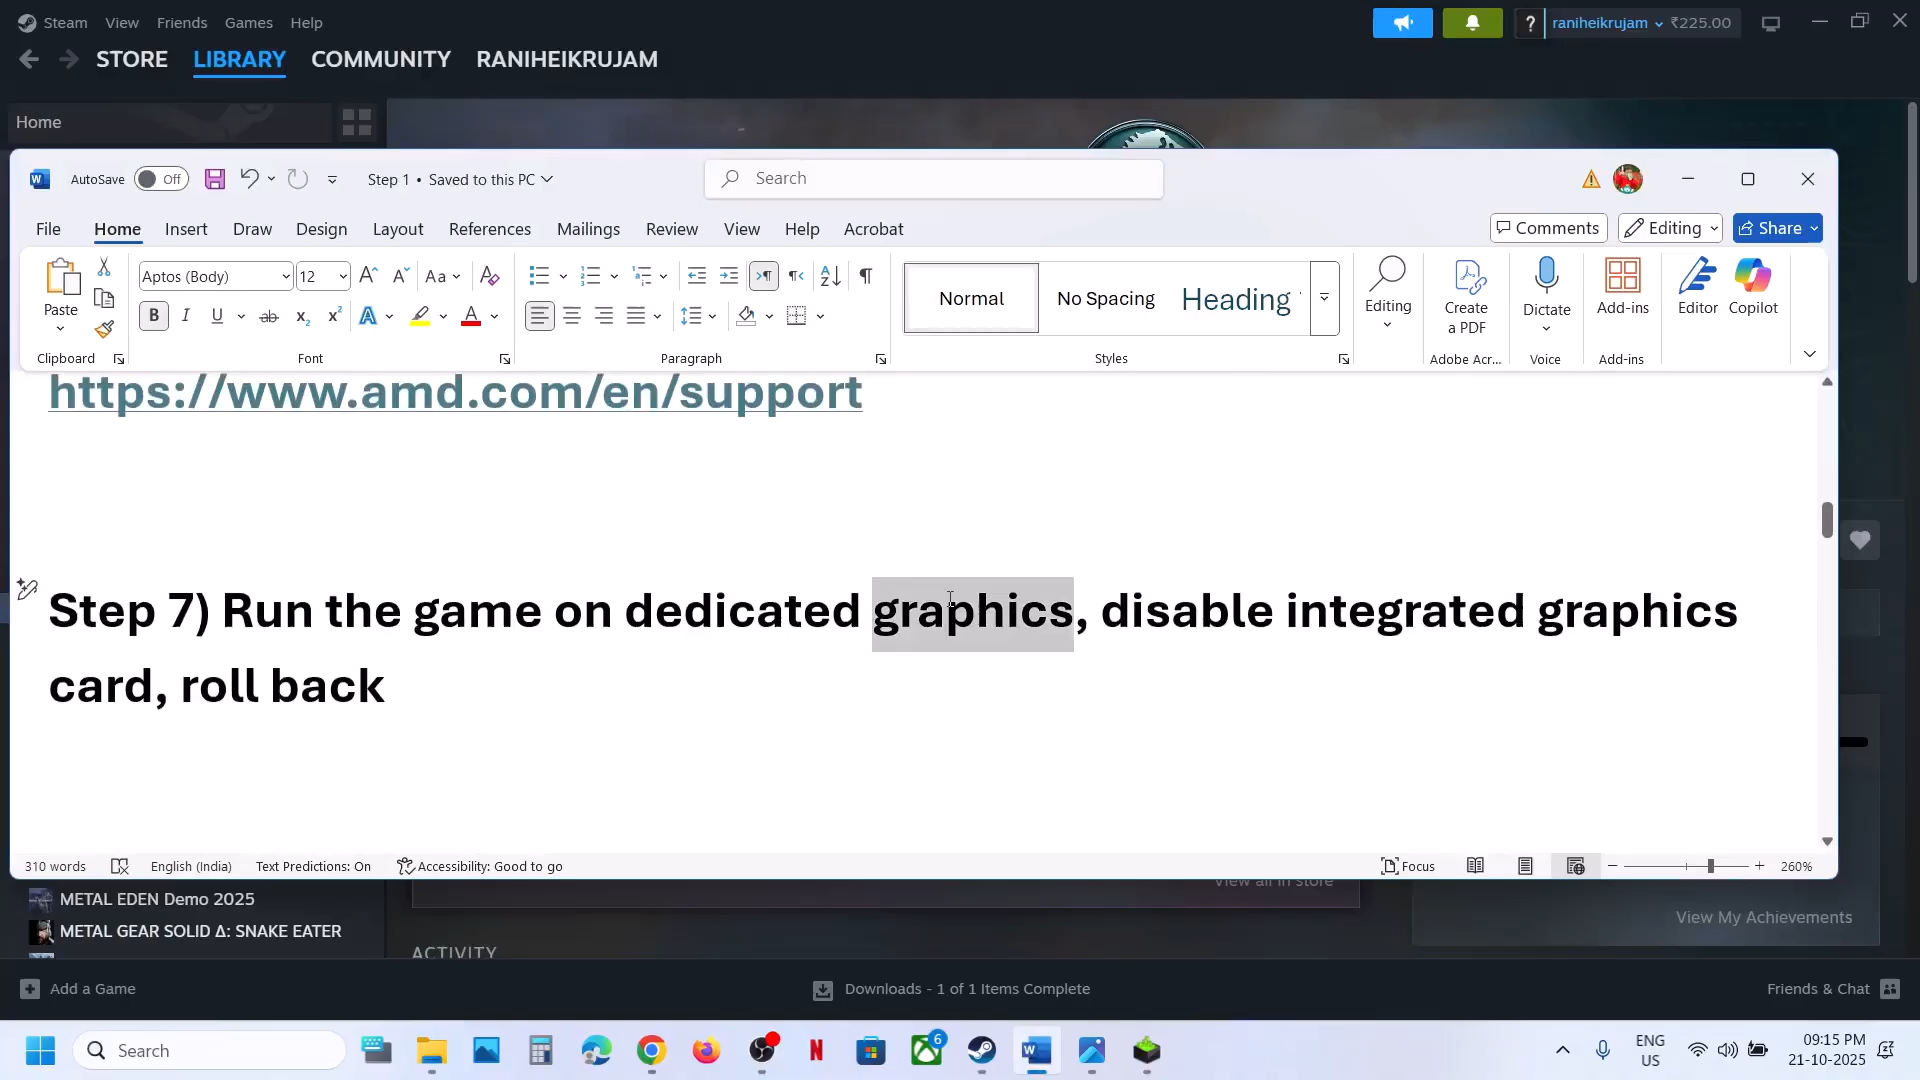 Steam View Friends Games Help
? raniheikrujam ₹225.00
STORE LIBRARY COMMUNITY RANIHEIKRUJAM
Home
AutoSave Off
Step 1 • Saved to this PC
Search
File Home Insert Draw Design Layout References Mailings Review View Help Acrobat
Comments Editing Share
Paste
Aptos (Body) 12
Normal No Spacing Heading
Editing
Create a PDF
Dictate
Add-ins
Editor
Copilot
Clipboard Font Paragraph Styles Adobe Acr... Voice Add-ins
https://www.amd.com/en/support
Step 7) Run the game on dedicated graphics, disable integrated graphics
card, roll back
310 words English (India) Text Predictions: On Accessibility: Good to go Focus 260%
View all in store
METAL EDEN Demo 2025
METAL GEAR SOLID Δ: SNAKE EATER
View My Achievements
ACTIVITY
Add a Game Downloads - 1 of 1 Items Complete Friends & Chat
Search
6
ENG
US
09:15 PM
21-10-2025